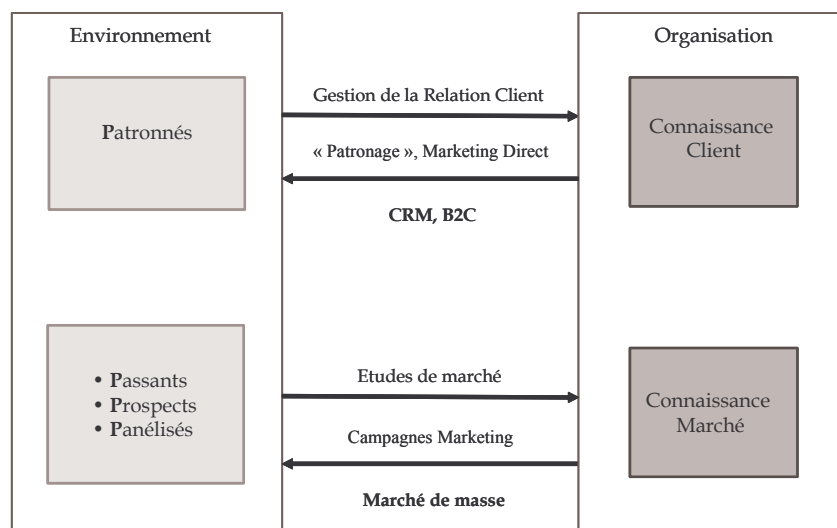 Environnement
Organisation
Patronnés
Gestion de la Relation Client
« Patronage », Marketing Direct
CRM, B2C
Connaissance
Client
• Passants
• Prospects
• Panélisés
Etudes de marché
Campagnes Marketing
Marché de masse
Connaissance
Marché